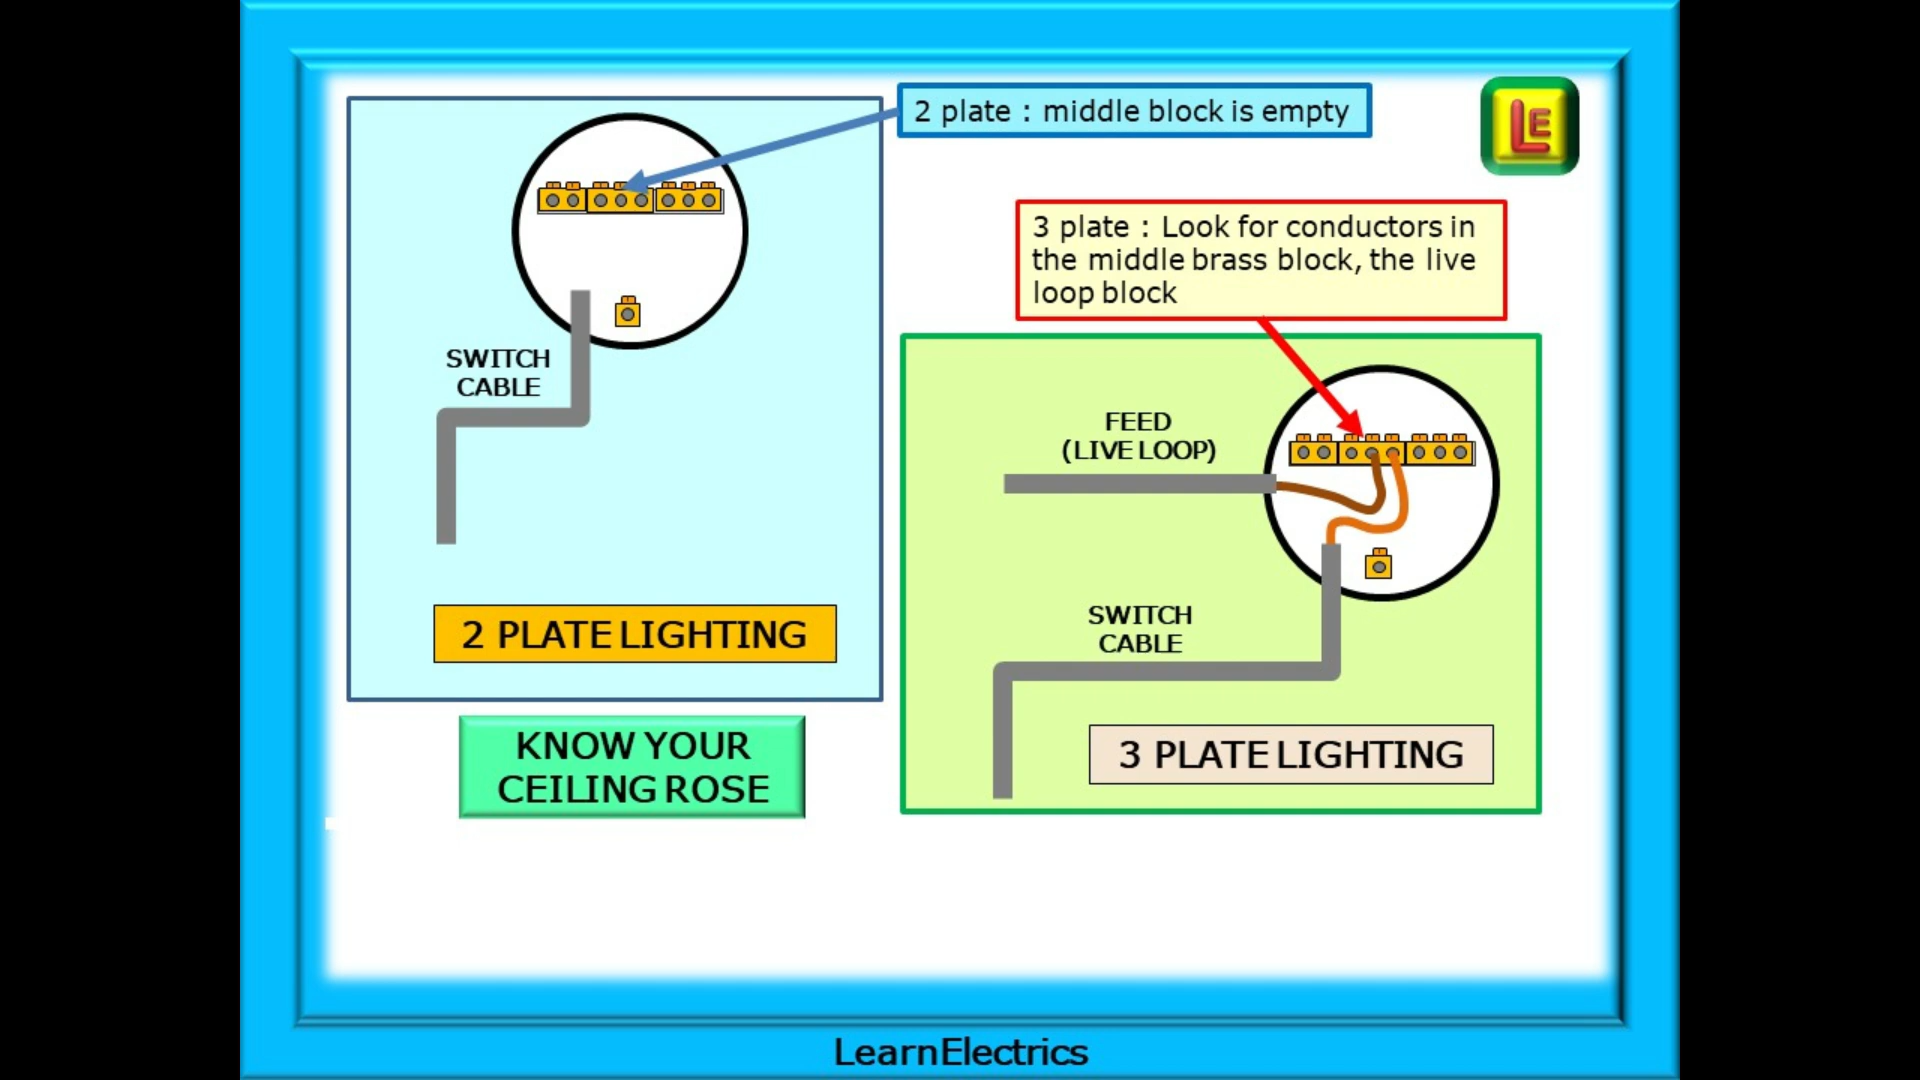 2 plate : middle block is empty
LE
3 plate : Look for conductors in
the middle brass block, the live
loop block
SWITCH
CABLE
2 PLATE LIGHTING
FEED
(LIVE LOOP)
SWITCH
CABLE
3 PLATE LIGHTING
KNOW YOUR
CEILING ROSE
LearnElectrics